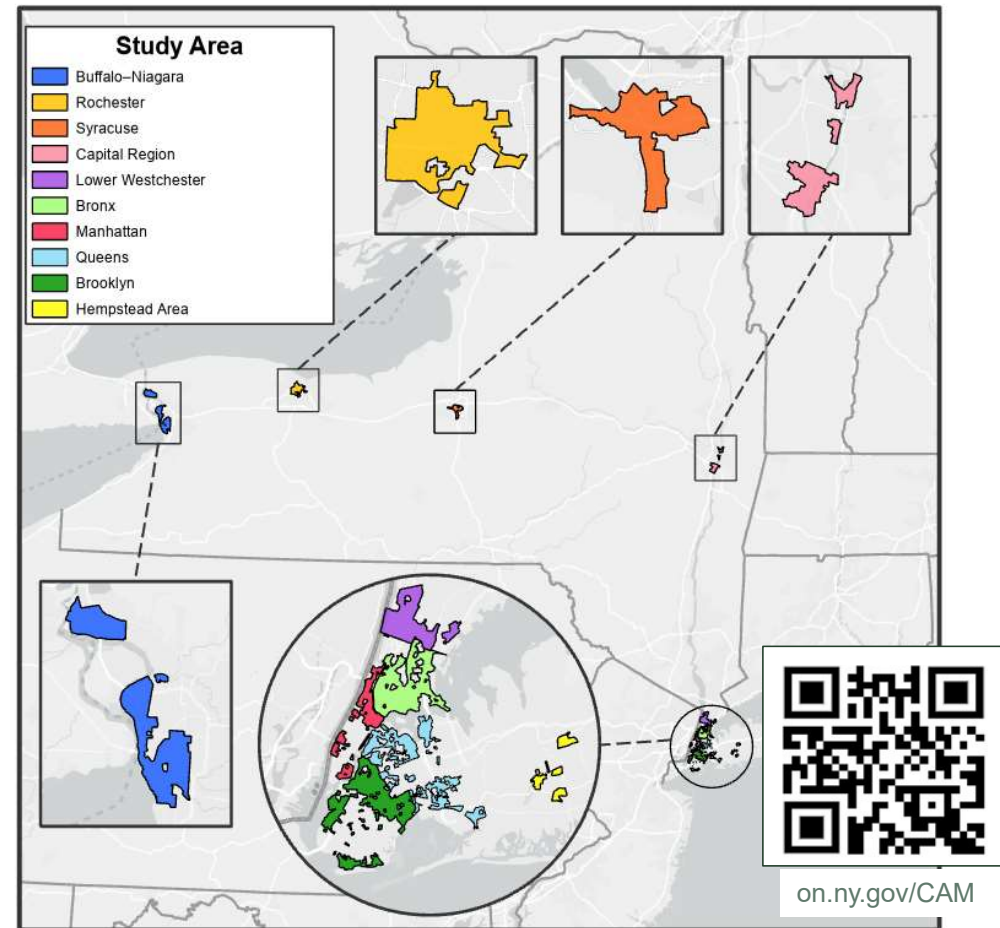 Study Area
Buffalo–Niagara
Rochester
Syracuse
Capital Region
Lower Westchester
Bronx
Manhattan
Queens
Brooklyn
Hempstead Area
on.ny.gov/CAM